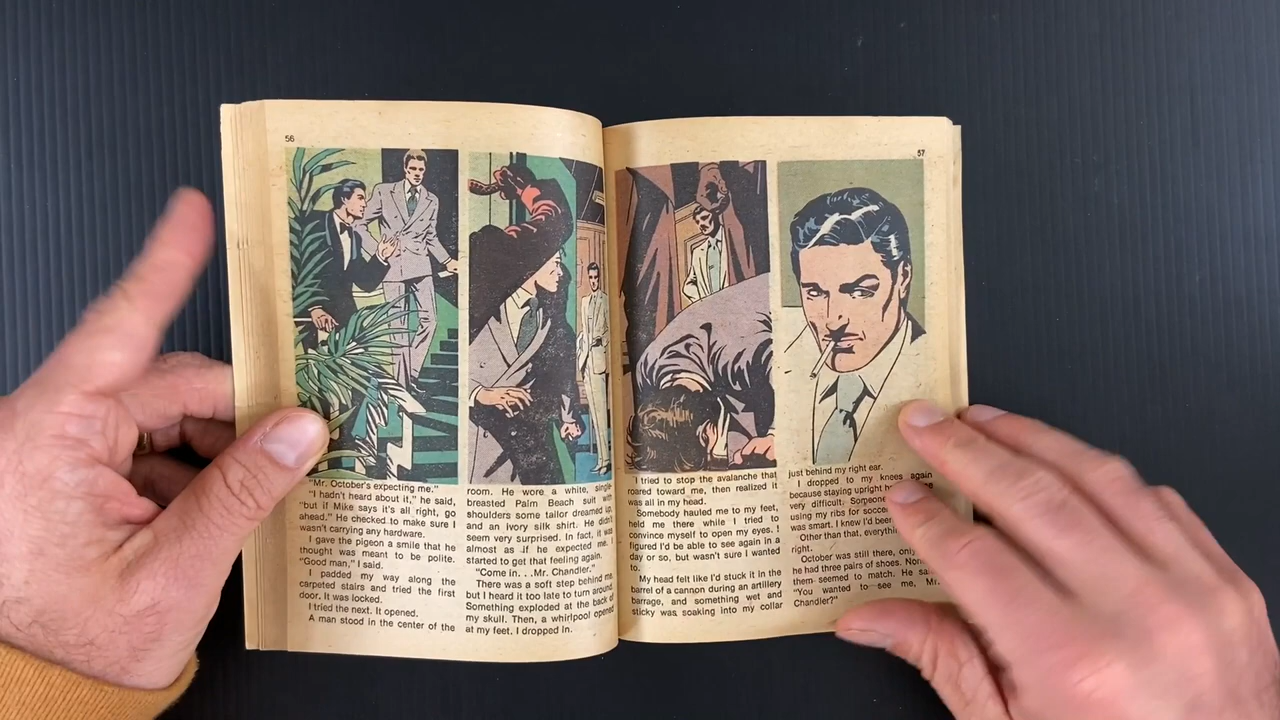 56
"Mr. October's expecting me."
"I hadn't heard about it," he said,
"but if Mike says it's all right, go
ahead." He checked to make sure I
wasn't carrying any hardware.
I gave the pigeon a smile that he
thought was meant to be polite.
"Good man," I said.
I padded my way along the
carpeted stairs and tried the first
door. It was locked.
I tried the next. It opened.
A man stood in the center of the
room. He wore a white, single
breasted Palm Beach suit with
shoulders some tailor dreamed up,
and an ivory silk shirt. He didn't
seem very surprised. In fact, it was
almost as if he expected me. I
started to get that feeling again.
"Come in. . .Mr. Chandler."
There was a soft step behind me,
but I heard it too late to turn around.
Something exploded at the back of
my skull. Then, a whirlpool opened
at my feet. I dropped in.
57
I tried to stop the avalanche that
roared toward me, then realized it
was all in my head.
Somebody hauled me to my feet,
held me there while I tried to
convince myself to open my eyes. I
figured I'd be able to see again in a
day or so, but wasn't sure I wanted
to.
My head felt like I'd stuck it in the
barrel of a cannon during an artillery
barrage, and something wet and
sticky was soaking into my collar
just behind my right ear.
I dropped to my knees again
because staying upright
very difficult.
using my ribs for
was smart. I knew I'd
Other than that,
right.
October was still there, only
he had three pairs of shoes.
them seemed to match. He
"You wanted to see me, Mr.
Chandler?"